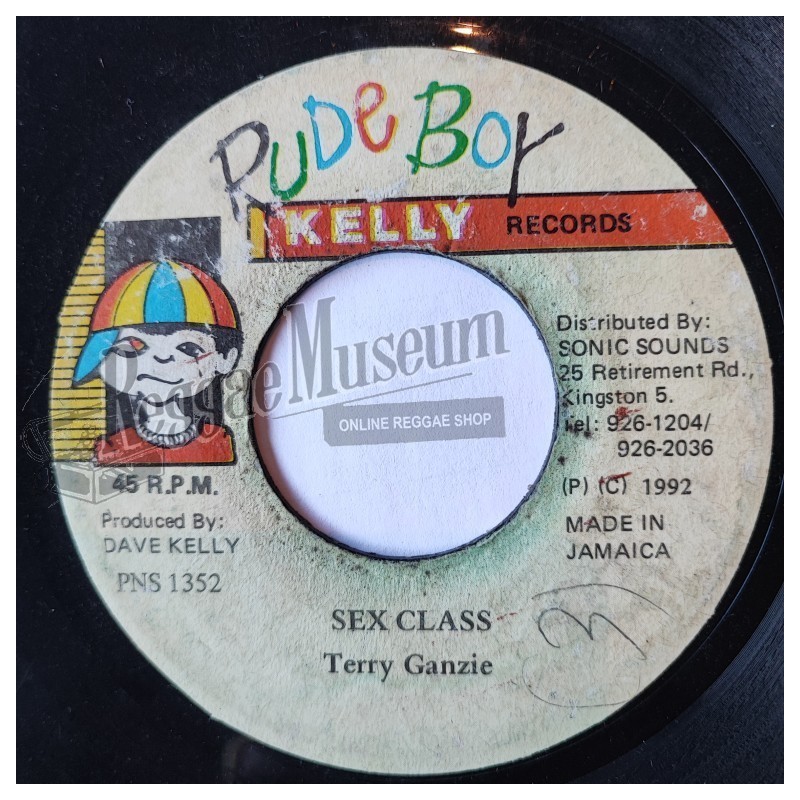 RUDE BOY
KELLY RECORDS
Reggae Museum
ONLINE REGGAE SHOP
Distributed By:
SONIC SOUNDS
25 Retirement Rd.,
Kingston 5.
Tel: 926-1204/
926-2036
(P) (C) 1992
MADE IN
JAMAICA
45 R.P.M.
Produced By:
DAVE KELLY
PNS 1352
SEX CLASS
Terry Ganzie